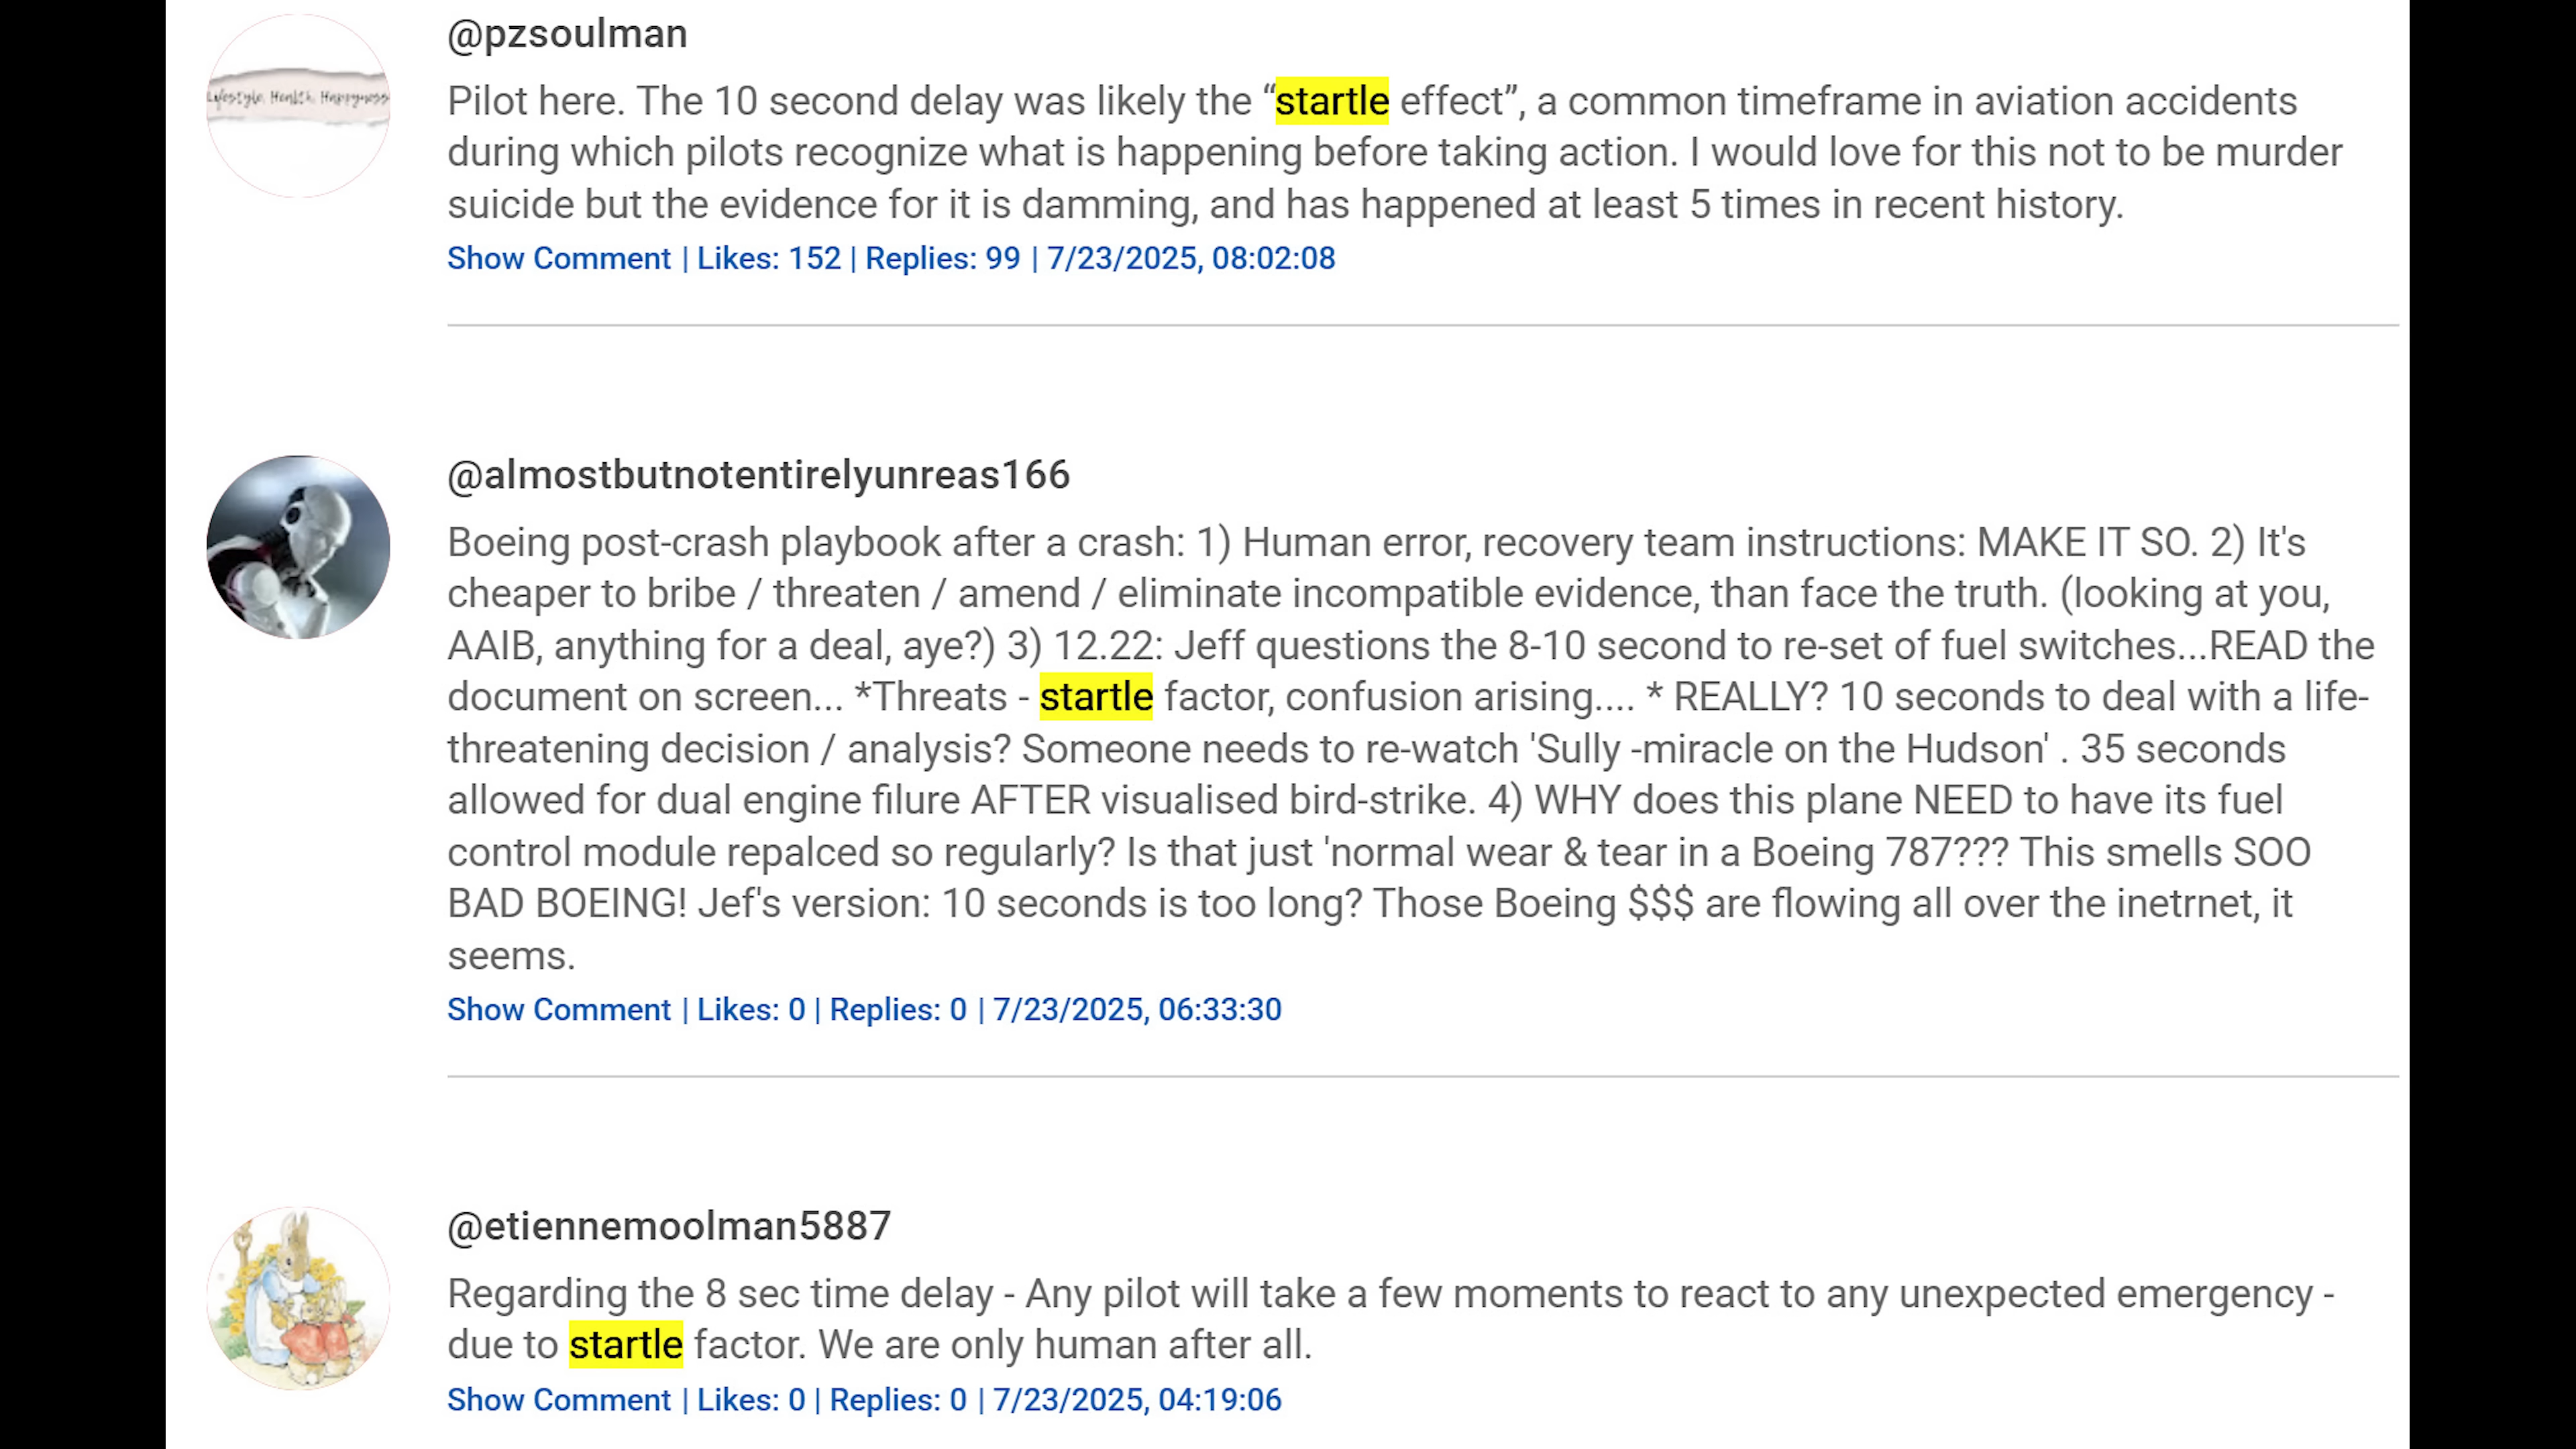 @pzsoulman
Lifestyle, Health, Happyness
Pilot here. The 10 second delay was likely the “startle effect”, a common timeframe in aviation accidents
during which pilots recognize what is happening before taking action. I would love for this not to be murder
suicide but the evidence for it is damming, and has happened at least 5 times in recent history.
Show Comment | Likes: 152 | Replies: 99 | 7/23/2025, 08:02:08
@almostbutnotentirelyunreas166
Boeing post-crash playbook after a crash: 1) Human error, recovery team instructions: MAKE IT SO. 2) It's
cheaper to bribe / threaten / amend / eliminate incompatible evidence, than face the truth. (looking at you,
AAIB, anything for a deal, aye?) 3) 12.22: Jeff questions the 8-10 second to re-set of fuel switches...READ the
document on screen... *Threats - startle factor, confusion arising.... * REALLY? 10 seconds to deal with a life-
threatening decision / analysis? Someone needs to re-watch 'Sully -miracle on the Hudson' . 35 seconds
allowed for dual engine filure AFTER visualised bird-strike. 4) WHY does this plane NEED to have its fuel
control module repalced so regularly? Is that just 'normal wear & tear in a Boeing 787??? This smells SOO
BAD BOEING! Jef's version: 10 seconds is too long? Those Boeing $$$ are flowing all over the inetrnet, it
seems.
Show Comment | Likes: 0 | Replies: 0 | 7/23/2025, 06:33:30
@etiennemoolman5887
Regarding the 8 sec time delay - Any pilot will take a few moments to react to any unexpected emergency -
due to startle factor. We are only human after all.
Show Comment | Likes: 0 | Replies: 0 | 7/23/2025, 04:19:06